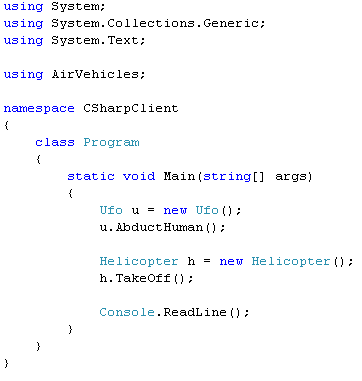 using System;
using System.Collections.Generic;
using System.Text;

using AirVehicles;

namespace CSharpClient
{
    class Program
    {
        static void Main(string[] args)
        {
            Ufo u = new Ufo();
            u.AbductHuman();

            Helicopter h = new Helicopter();
            h.TakeOff();

            Console.ReadLine();
        }
    }
}